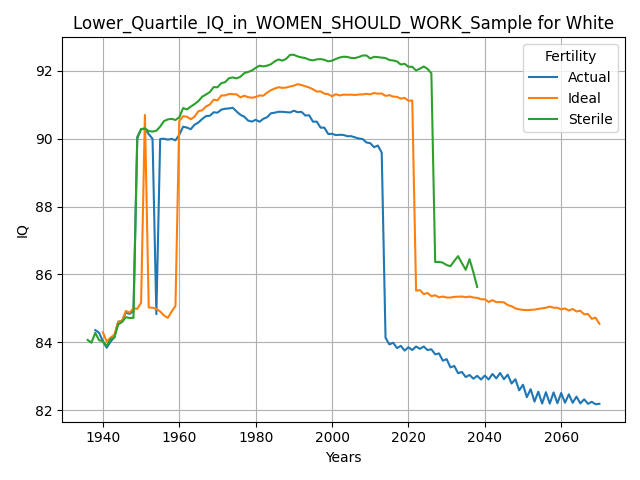 Lower_Quartile_IQ_in_WOMEN_SHOULD_WORK_Sample for White
Fertility
Actual
Ideal
Sterile
IQ
92
90
88
86
84
82
1940 1960 1980 2000 2020 2040 2060
Years